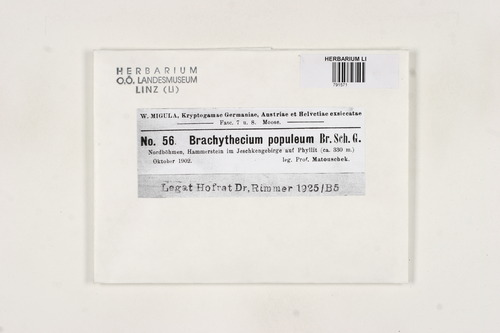 HERBARIUM
O.Ö. LANDESMUSEUM
LINZ (LI)
HERBARIUM LI
791571
W. MIGULA, Kryptogamae Germaniae, Austriae et Helvetiae exsiccatae
Fasc. 7 u. 8. Moose.
No. 56. Brachythecium populeum Br. Sch. G.
Nordböhmen, Hammerstein im Jeschkengebirge auf Phyllit (ca. 330 m.)
Oktober 1902. leg. Prof. Matouschek.
Legat Hofrat Dr, Rimmer 1925/B5